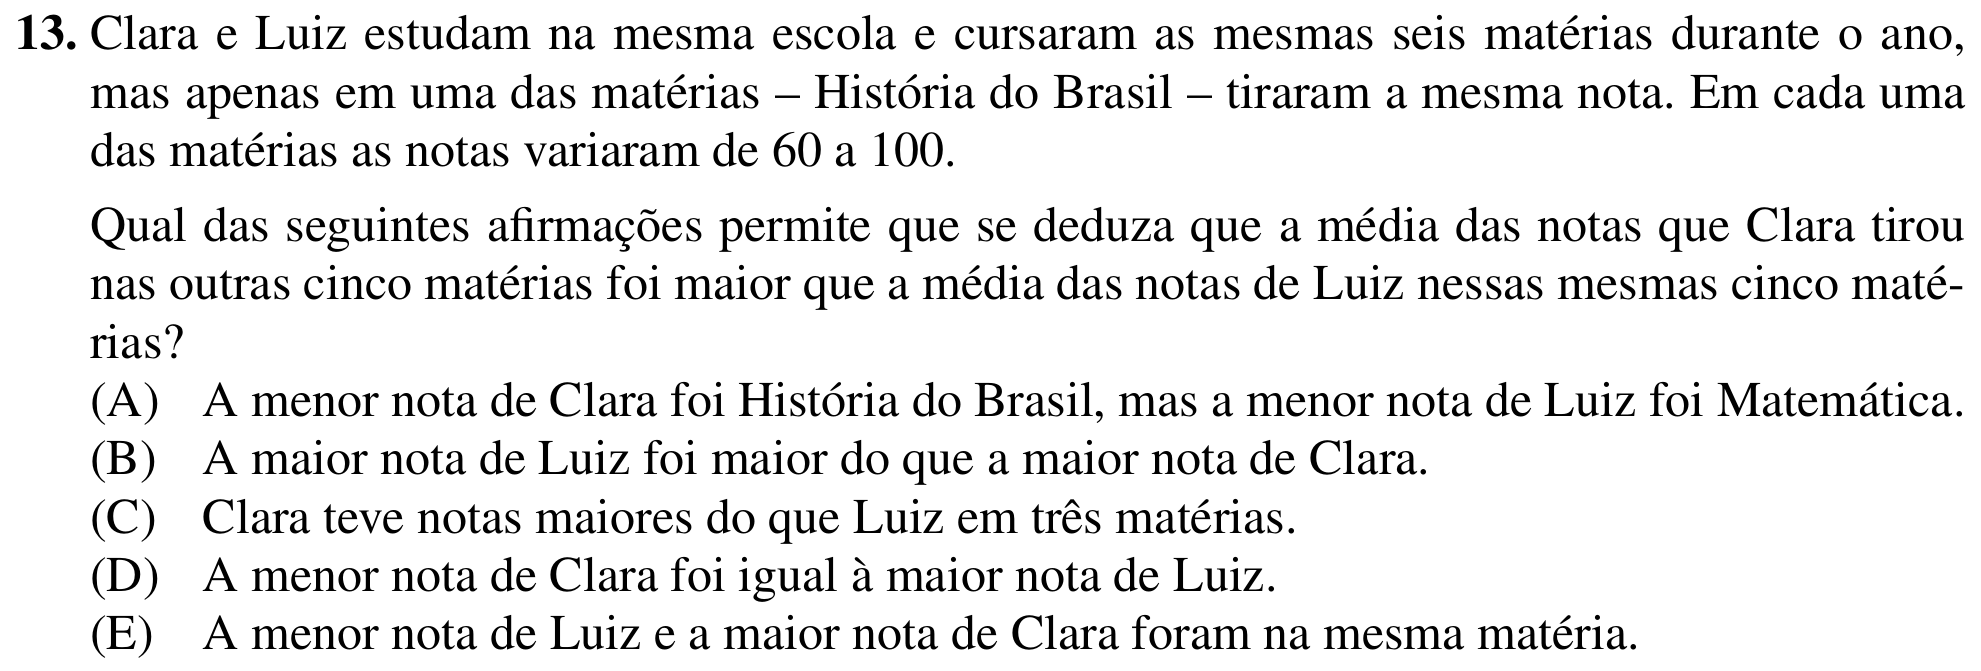 13. Clara e Luiz estudam na mesma escola e cursaram as mesmas seis matérias durante o ano,
mas apenas em uma das matérias – História do Brasil – tiraram a mesma nota. Em cada uma
das matérias as notas variaram de 60 a 100.
Qual das seguintes afirmações permite que se deduza que a média das notas que Clara tirou
nas outras cinco matérias foi maior que a média das notas de Luiz nessas mesmas cinco maté-
rias?
(A) A menor nota de Clara foi História do Brasil, mas a menor nota de Luiz foi Matemática.
(B) A maior nota de Luiz foi maior do que a maior nota de Clara.
(C) Clara teve notas maiores do que Luiz em três matérias.
(D) A menor nota de Clara foi igual à maior nota de Luiz.
(E) A menor nota de Luiz e a maior nota de Clara foram na mesma matéria.